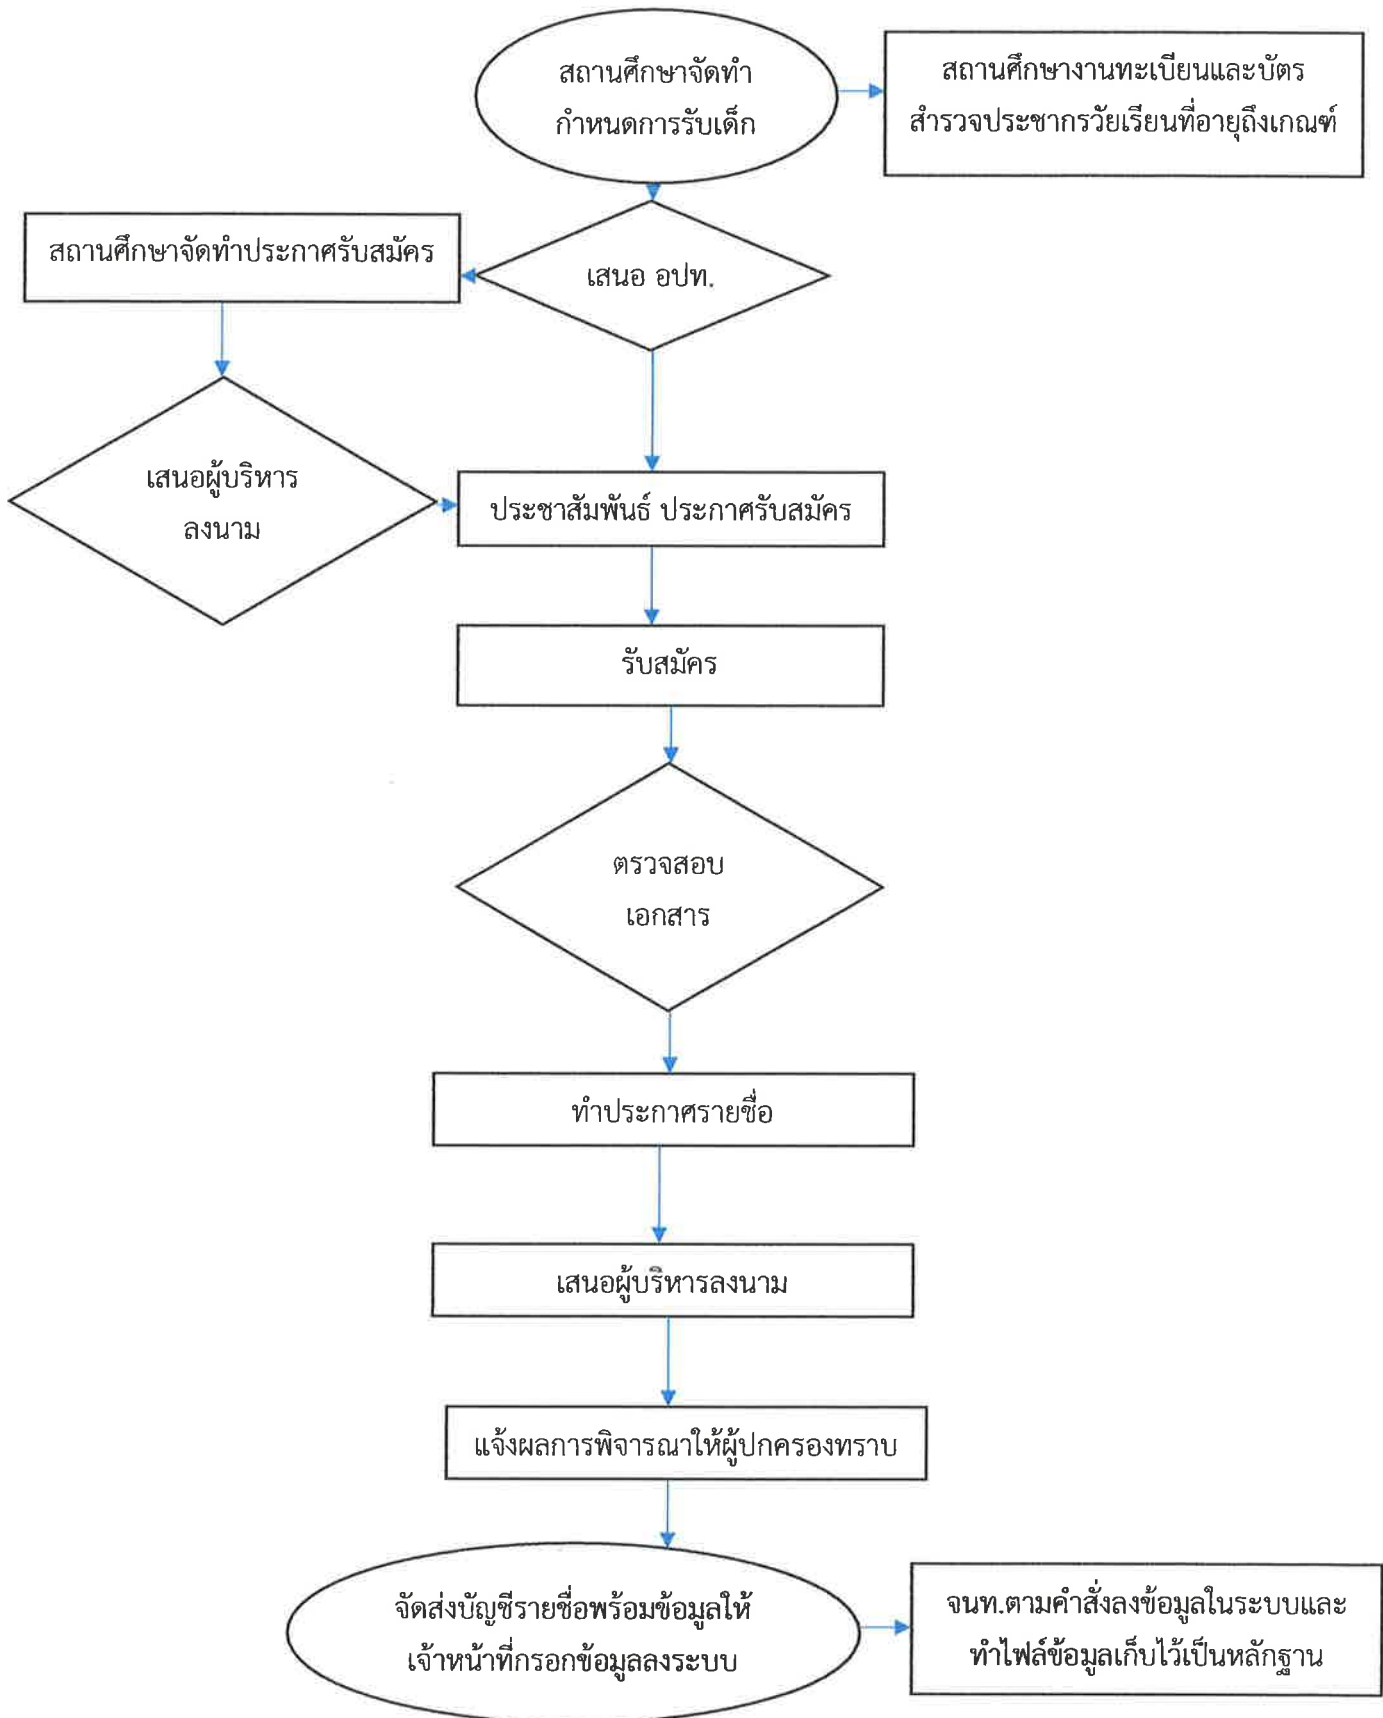 สถานศึกษาจัดทำ
กำหนดการรับเด็ก
สถานศึกษางานทะเบียนและบัตร
สำรวจประชากรวัยเรียนที่อายุถึงเกณฑ์
เสนอ อปท.
สถานศึกษาจัดทำประกาศรับสมัคร
เสนอผู้บริหาร
ลงนาม
ประชาสัมพันธ์ ประกาศรับสมัคร
รับสมัคร
ตรวจสอบ
เอกสาร
ทำประกาศรายชื่อ
เสนอผู้บริหารลงนาม
แจ้งผลการพิจารณาให้ผู้ปกครองทราบ
จัดส่งบัญชีรายชื่อพร้อมข้อมูลให้
เจ้าหน้าที่กรอกข้อมูลลงระบบ
จนท.ตามคำสั่งลงข้อมูลในระบบและ
ทำไฟล์ข้อมูลเก็บไว้เป็นหลักฐาน